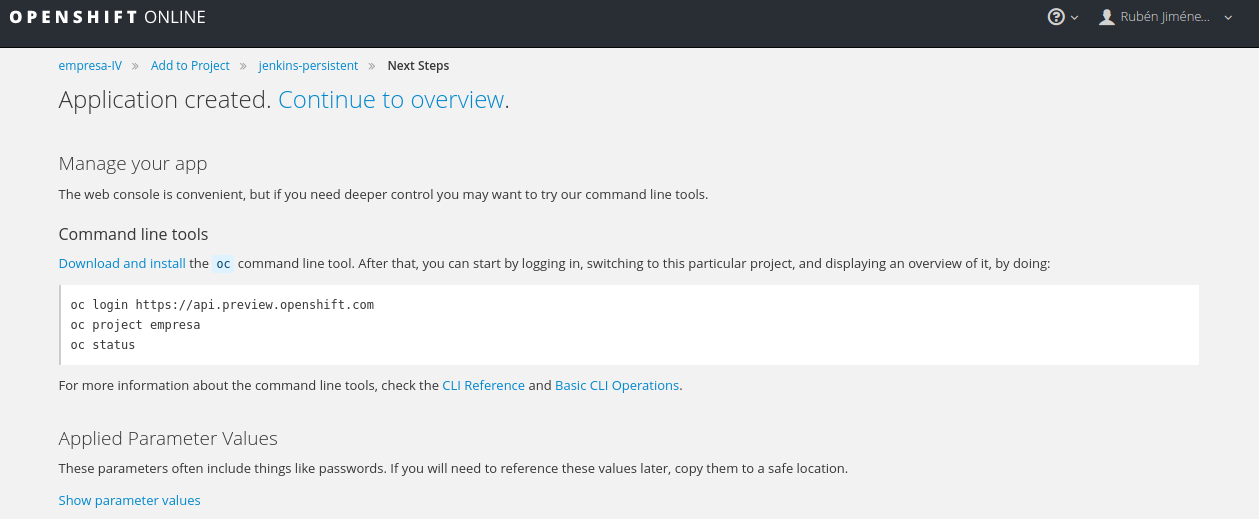 OPENSHIFT ONLINE
Rubén Jiméne...
empresa-IV » Add to Project » jenkins-persistent » Next Steps
Application created. Continue to overview.
Manage your app
The web console is convenient, but if you need deeper control you may want to try our command line tools.
Command line tools
Download and install the oc command line tool. After that, you can start by logging in, switching to this particular project, and displaying an overview of it, by doing:
oc login https://api.preview.openshift.com
oc project empresa
oc status
For more information about the command line tools, check the CLI Reference and Basic CLI Operations.
Applied Parameter Values
These parameters often include things like passwords. If you will need to reference these values later, copy them to a safe location.
Show parameter values